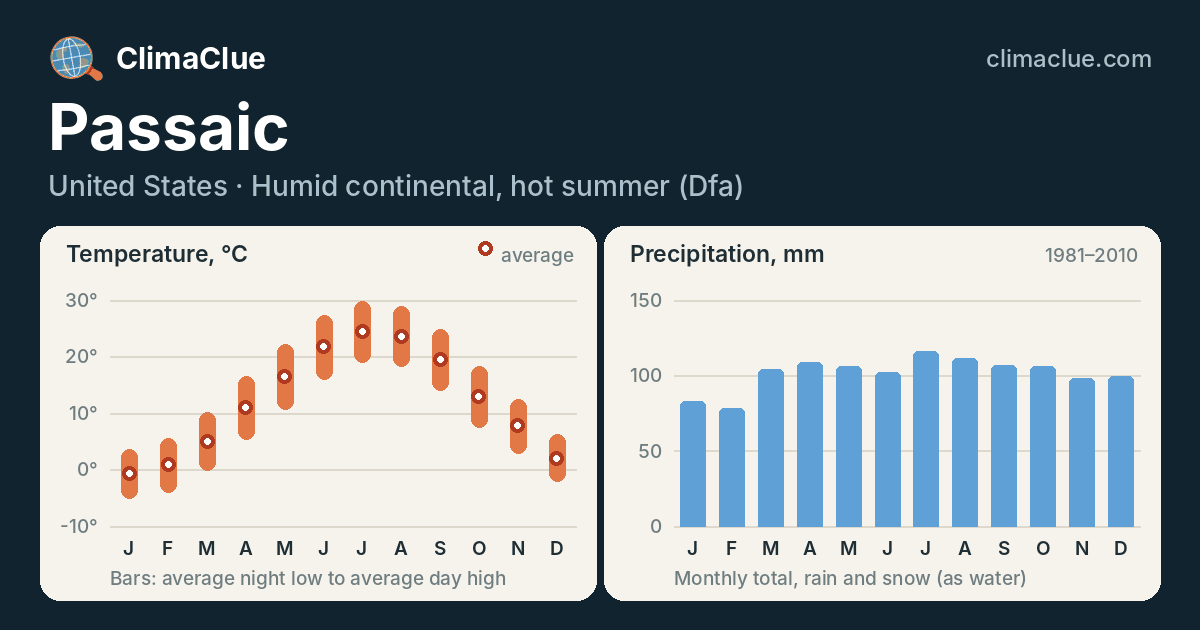 ClimaClue
climaclue.com
Passaic
United States · Humid continental, hot summer (Dfa)
Temperature, °C
average
30°
20°
10°
0°
-10°
J F M A M J J A S O N D
Bars: average night low to average day high
Precipitation, mm
1981–2010
150
100
50
0
J F M A M J J A S O N D
Monthly total, rain and snow (as water)